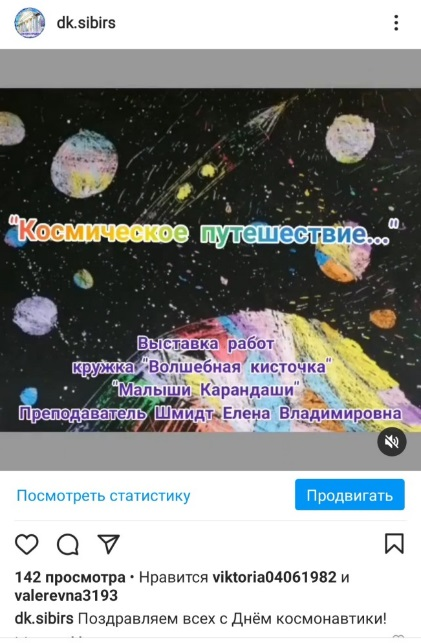 dk.sibirs
"Космическое путешествие..."
Выставка работ
кружка "Волшебная кисточка"
"Малыши Карандаши"
Преподаватель Шмидт Елена Владимировна
Посмотреть статистику
Продвигать
142 просмотра • Нравится viktoria04061982 и
valerevna3193
dk.sibirs Поздравляем всех с Днём космонавтики!